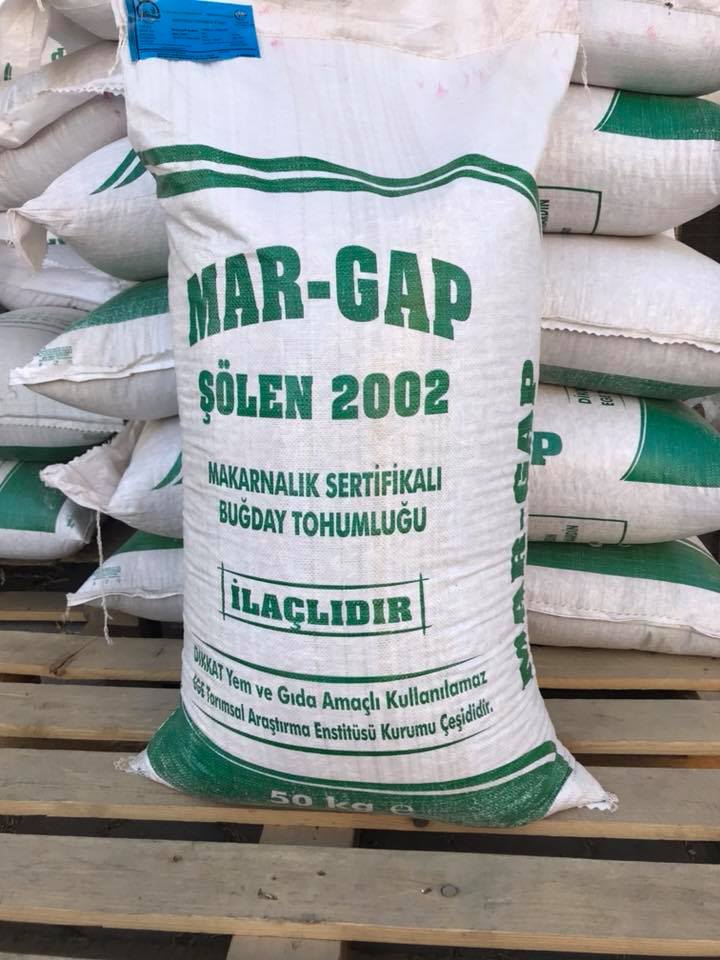 MAR-GAP
ŞÖLEN 2002
MAKARNALIK SERTİFİKALI
BUĞDAY TOHUMLUĞU
İLAÇLIDIR
DİKKAT Yem ve Gıda Amaçlı Kullanılamaz
EGE Tarımsal Araştırma Enstitüsü Kurumu Çeşididir.
50 kg e
MAR-GAP